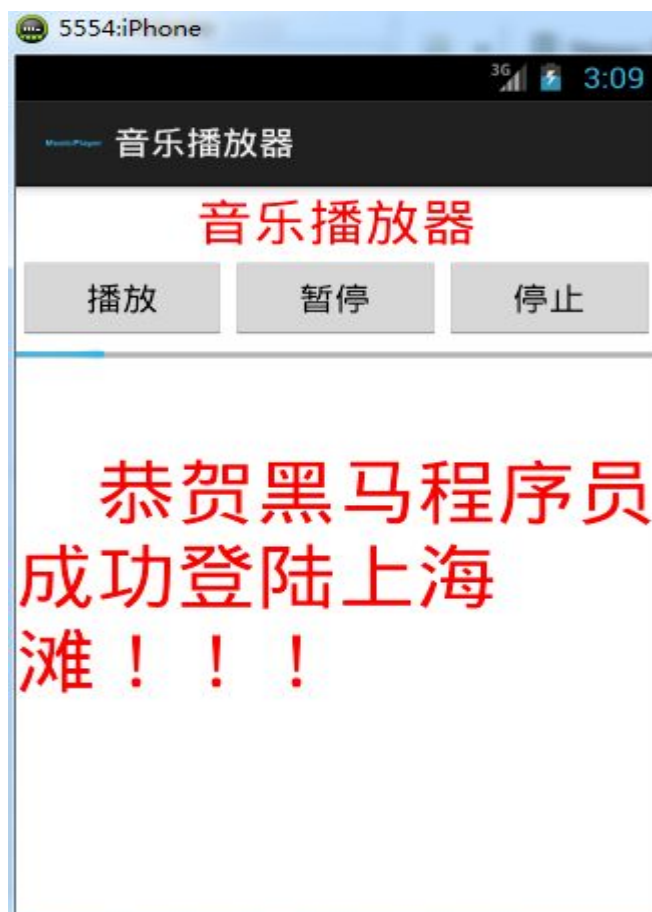 5554:iPhone
3G 3:09
MusicPlayer 音乐播放器
音乐播放器
播放 暂停 停止
恭贺黑马程序员
成功登陆上海
滩！！！